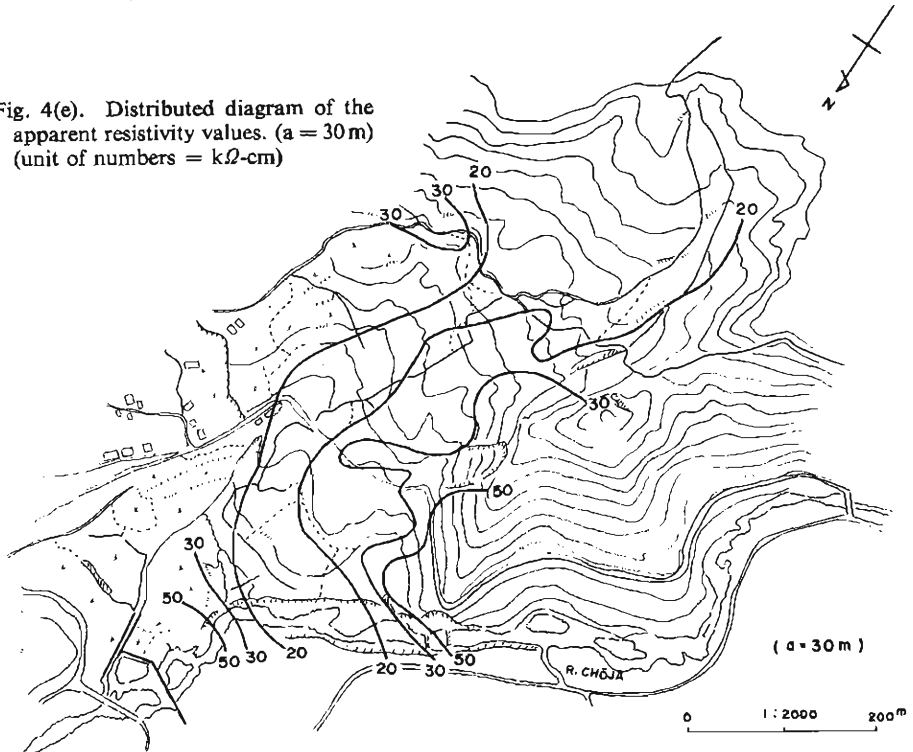 Fig. 4(e). Distributed diagram of the
apparent resistivity values. (a = 30 m)
(unit of numbers = kΩ-cm)
N
20
30
30
20
30
50
30
50
50
30
20
20
30
50
R. CHŌJA
(a = 30 m)
0 1 : 2000 200 m